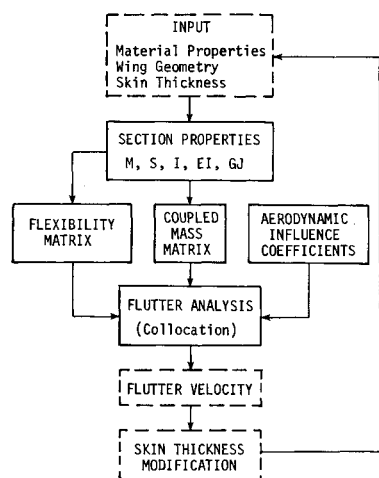 INPUT
Material Properties
Wing Geometry
Skin Thickness
SECTION PROPERTIES
M, S, I, EI, GJ
FLEXIBILITY
MATRIX
COUPLED
MASS
MATRIX
AERODYNAMIC
INFLUENCE
COEFFICIENTS
FLUTTER ANALYSIS
(Collocation)
FLUTTER VELOCITY
SKIN THICKNESS
MODIFICATION